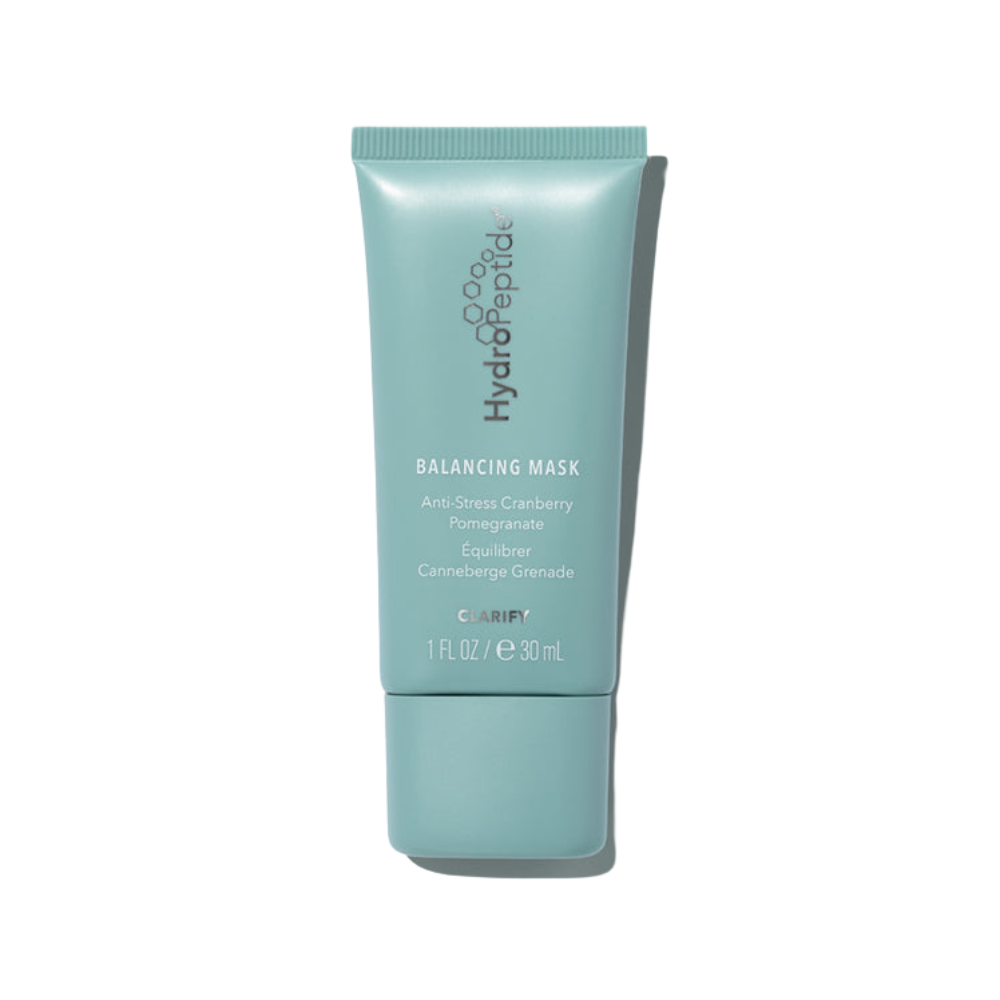 HydroPeptide
BALANCING MASK
Anti-Stress Cranberry
Pomegranate
Équilibrer
Canneberge Grenade
CLARIFY
1 FL OZ / ℮ 30 mL